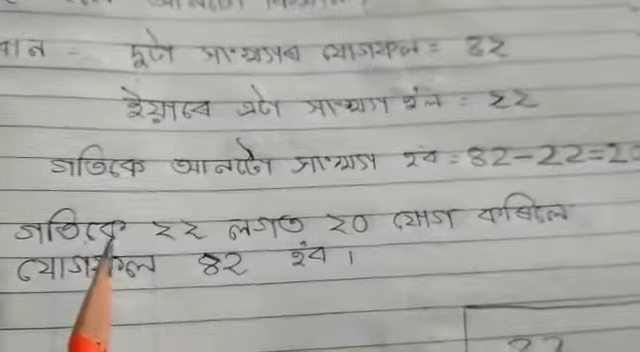 দুটা সংখ্যাৰ যোগফল = ৪২
ইয়াৰে এটা সংখ্যা হ'ল = ২২
গতিকে আনটো সংখ্যা হ'ব = ৪২-২২=২
গতিকে ২২ লগত ২০ যোগ কৰিলে
যোগফল ৪২ হ'ব ।